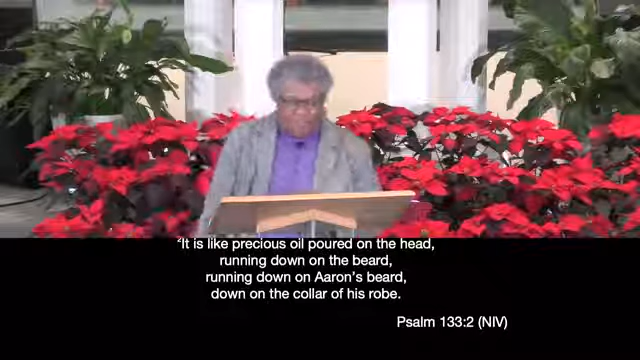 ²It is like precious oil poured on the head,
running down on the beard,
running down on Aaron's beard,
down on the collar of his robe.
Psalm 133:2 (NIV)